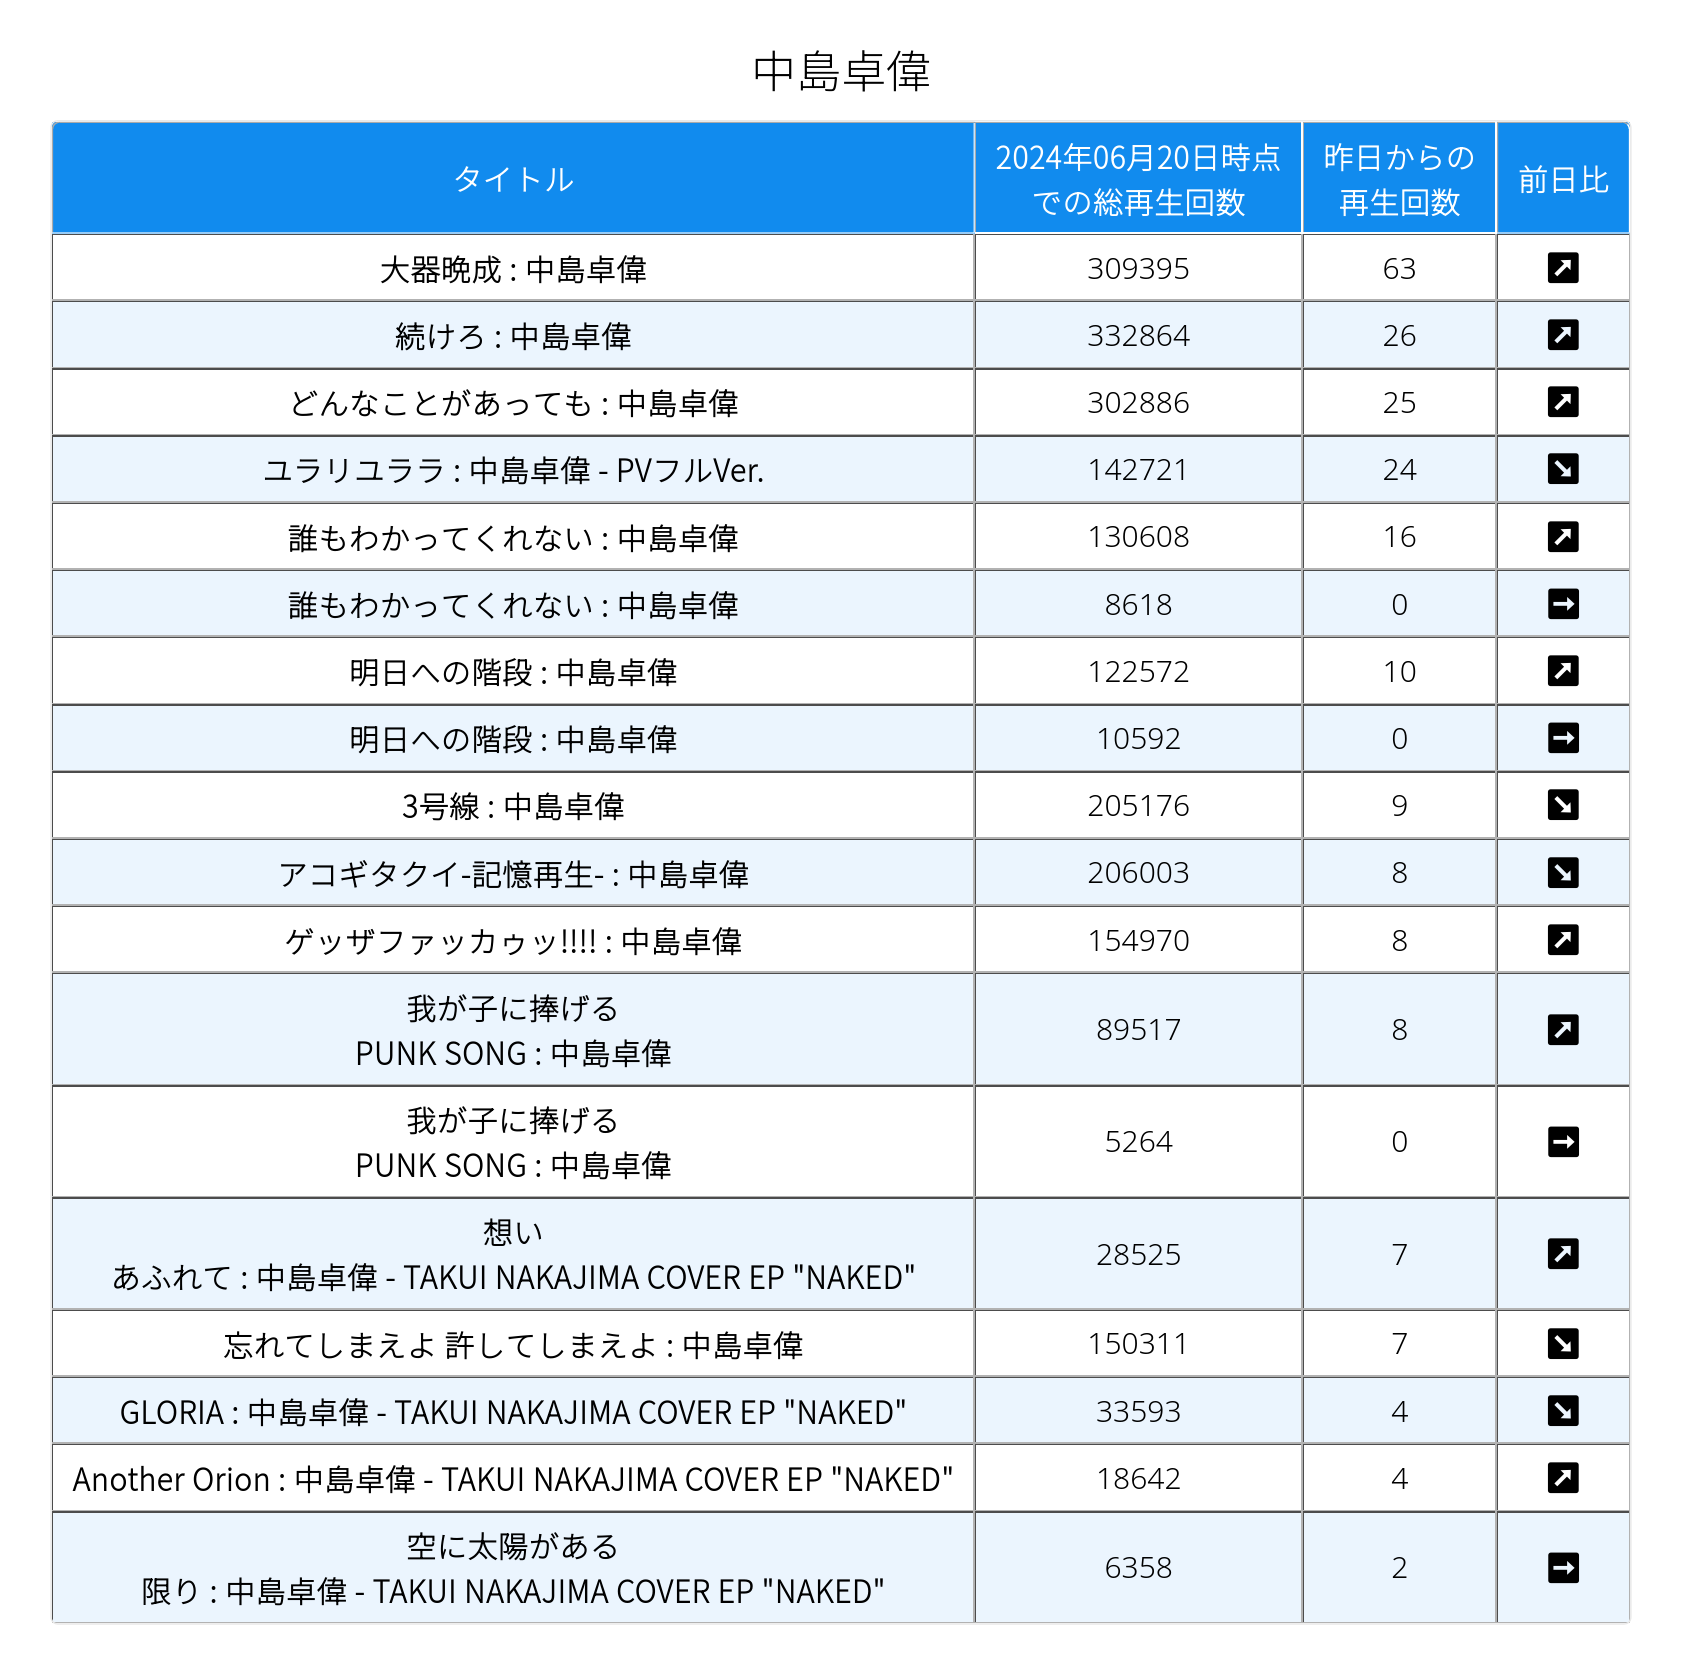 中島卓偉
タイトル
2024年06月20日時点
での総再生回数
昨日からの
再生回数
前日比
大器晩成 : 中島卓偉 309395 63 ↗
続けろ : 中島卓偉 332864 26 ↗
どんなことがあっても : 中島卓偉 302886 25 ↗
ユラリユララ : 中島卓偉 - PVフルVer. 142721 24 ↘
誰もわかってくれない : 中島卓偉 130608 16 ↗
誰もわかってくれない : 中島卓偉 8618 0 →
明日への階段 : 中島卓偉 122572 10 ↗
明日への階段 : 中島卓偉 10592 0 →
3号線 : 中島卓偉 205176 9 ↘
アコギタクイ-記憶再生- : 中島卓偉 206003 8 ↘
ゲッザファッカゥッ!!!! : 中島卓偉 154970 8 ↗
我が子に捧げる
PUNK SONG : 中島卓偉 89517 8 ↗
我が子に捧げる
PUNK SONG : 中島卓偉 5264 0 →
想い
あふれて : 中島卓偉 - TAKUI NAKAJIMA COVER EP "NAKED" 28525 7 ↗
忘れてしまえよ 許してしまえよ : 中島卓偉 150311 7 ↘
GLORIA : 中島卓偉 - TAKUI NAKAJIMA COVER EP "NAKED" 33593 4 ↘
Another Orion : 中島卓偉 - TAKUI NAKAJIMA COVER EP "NAKED" 18642 4 ↗
空に太陽がある
限り : 中島卓偉 - TAKUI NAKAJIMA COVER EP "NAKED" 6358 2 →